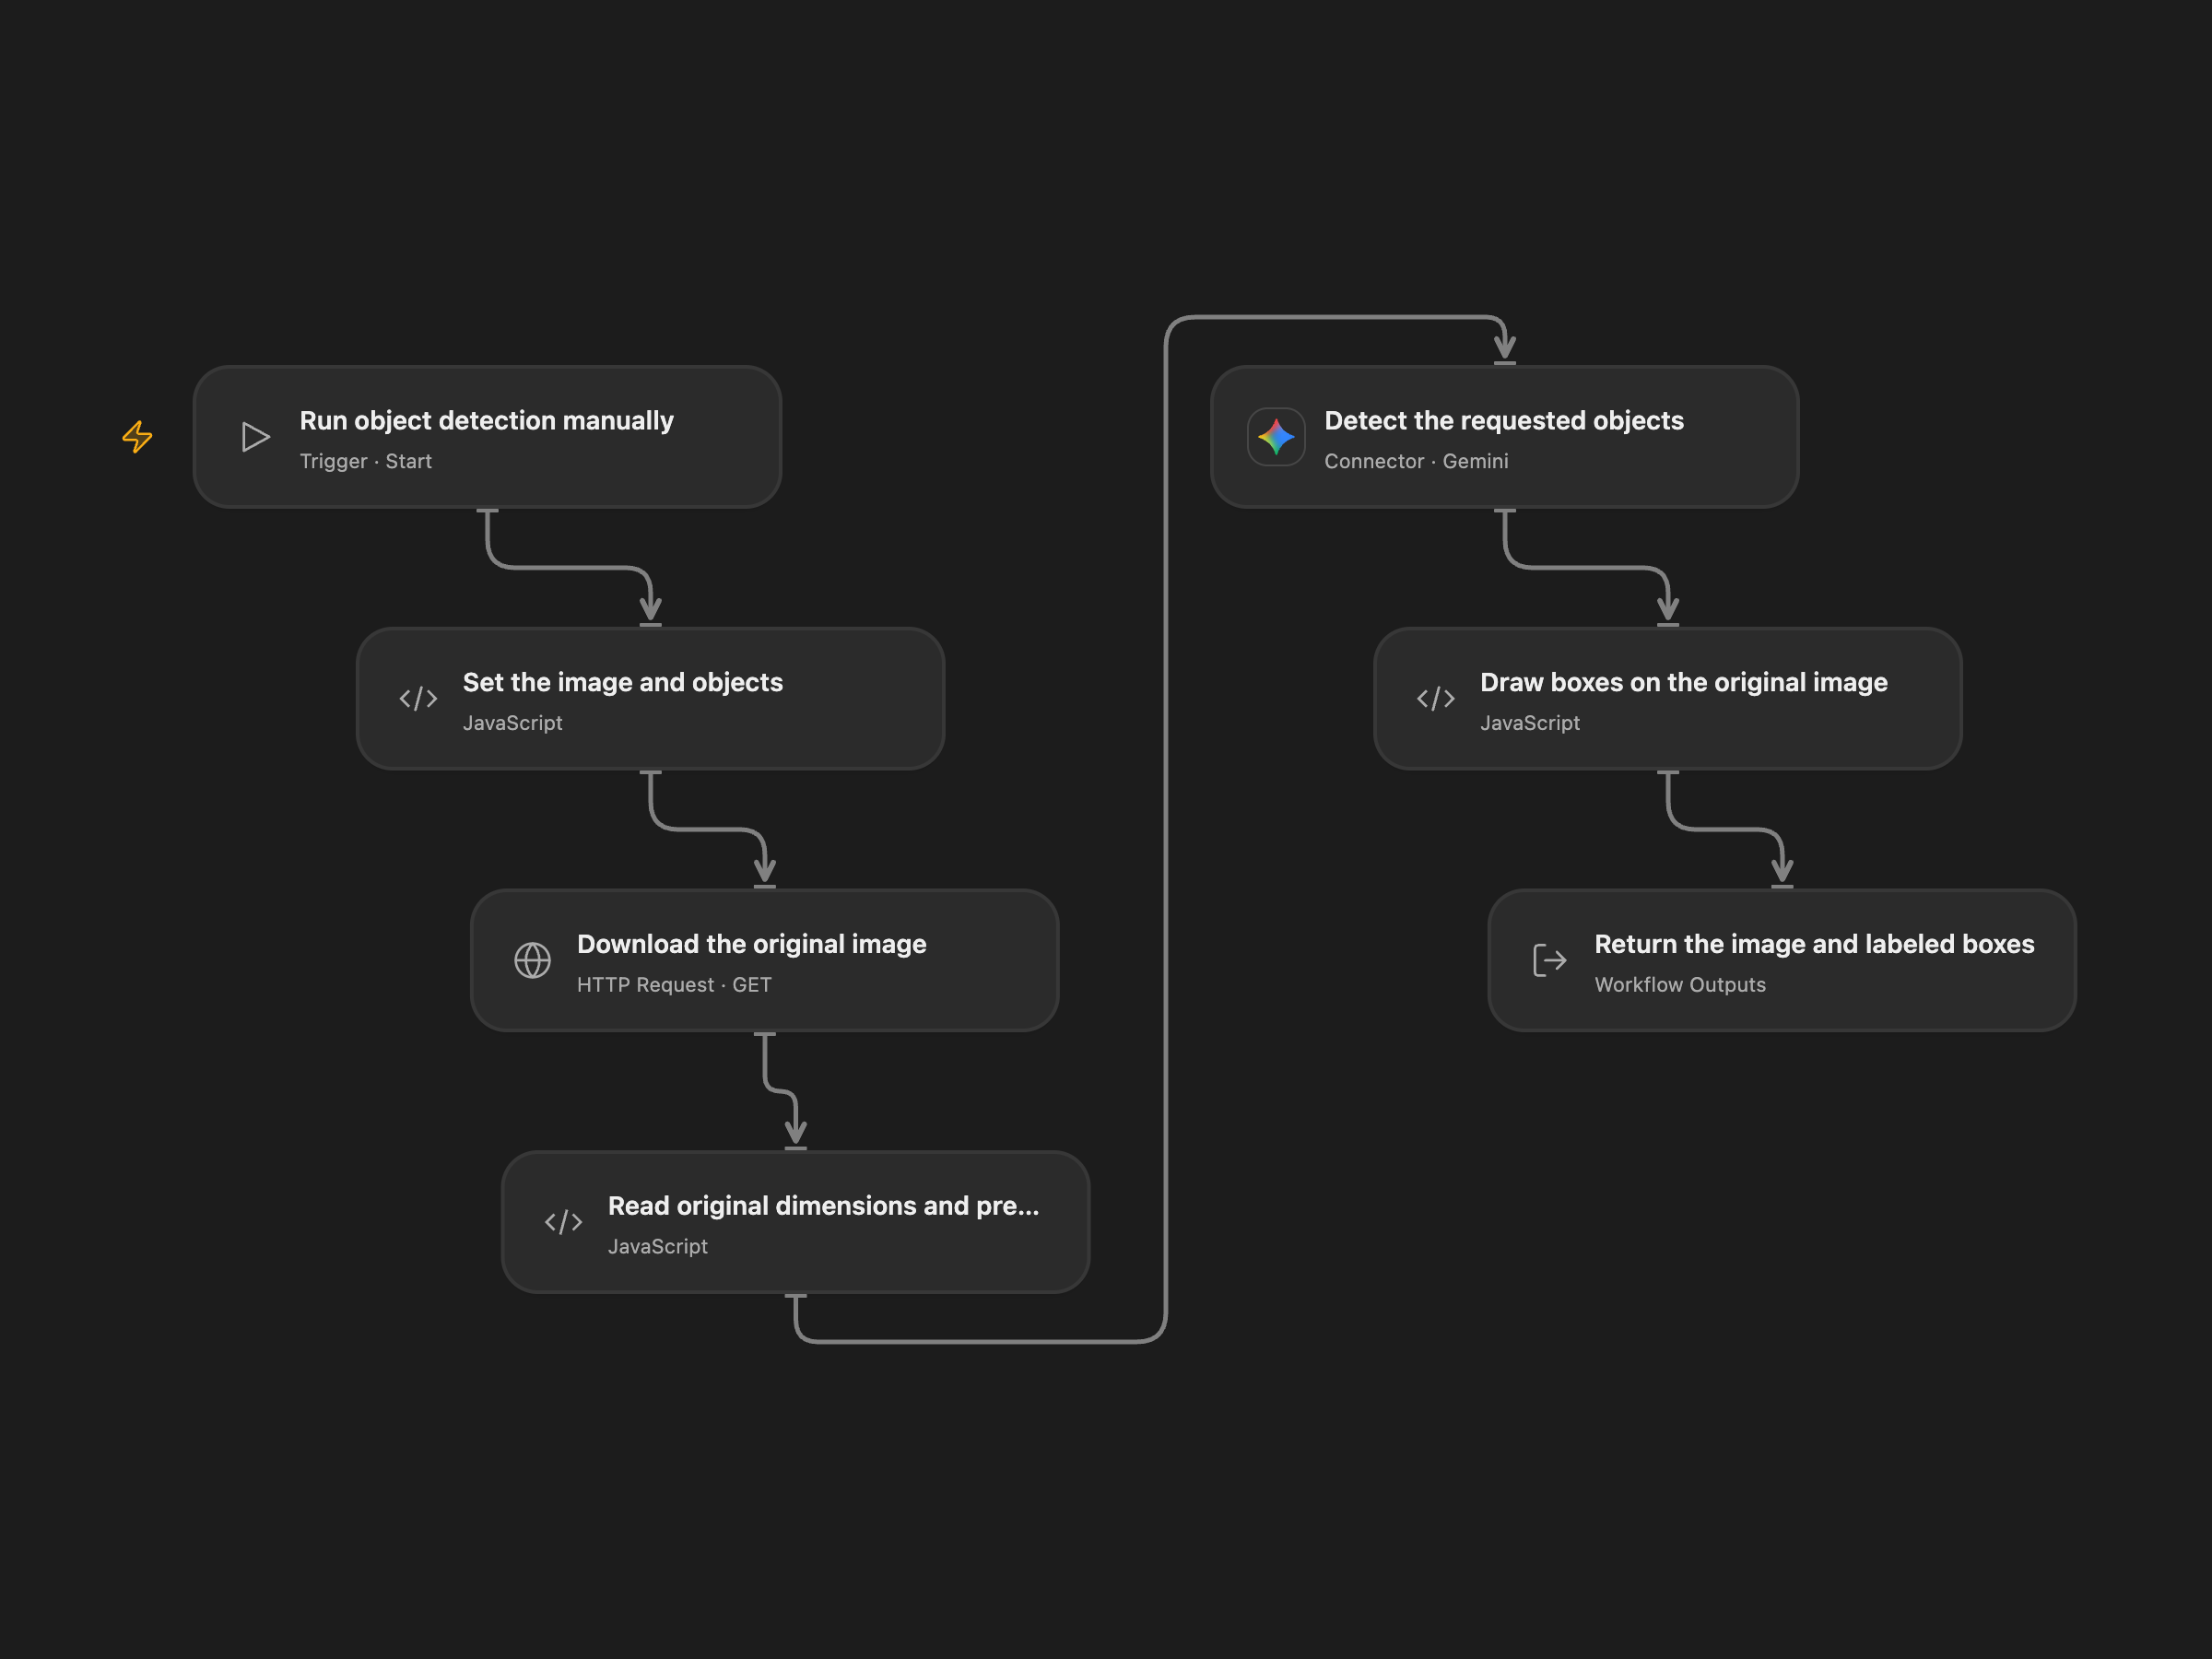 Run object detection manually
Trigger · Start
Set the image and objects
JavaScript
Download the original image
HTTP Request · GET
Read original dimensions and pre...
JavaScript
Detect the requested objects
Connector · Gemini
Draw boxes on the original image
JavaScript
Return the image and labeled boxes
Workflow Outputs